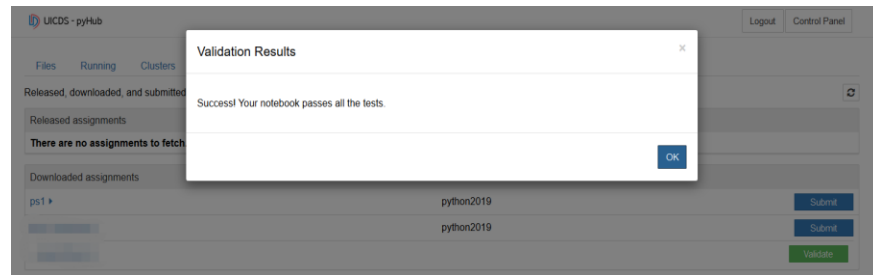 UICDS - pyHub
Logout
Control Panel
Validation Results
×
Files
Running
Clusters
Released, downloaded, and submitted
Success! Your notebook passes all the tests.
Released assignments
There are no assignments to fetch
OK
Downloaded assignments
ps1
python2019
Submit
python2019
Submit
Validate